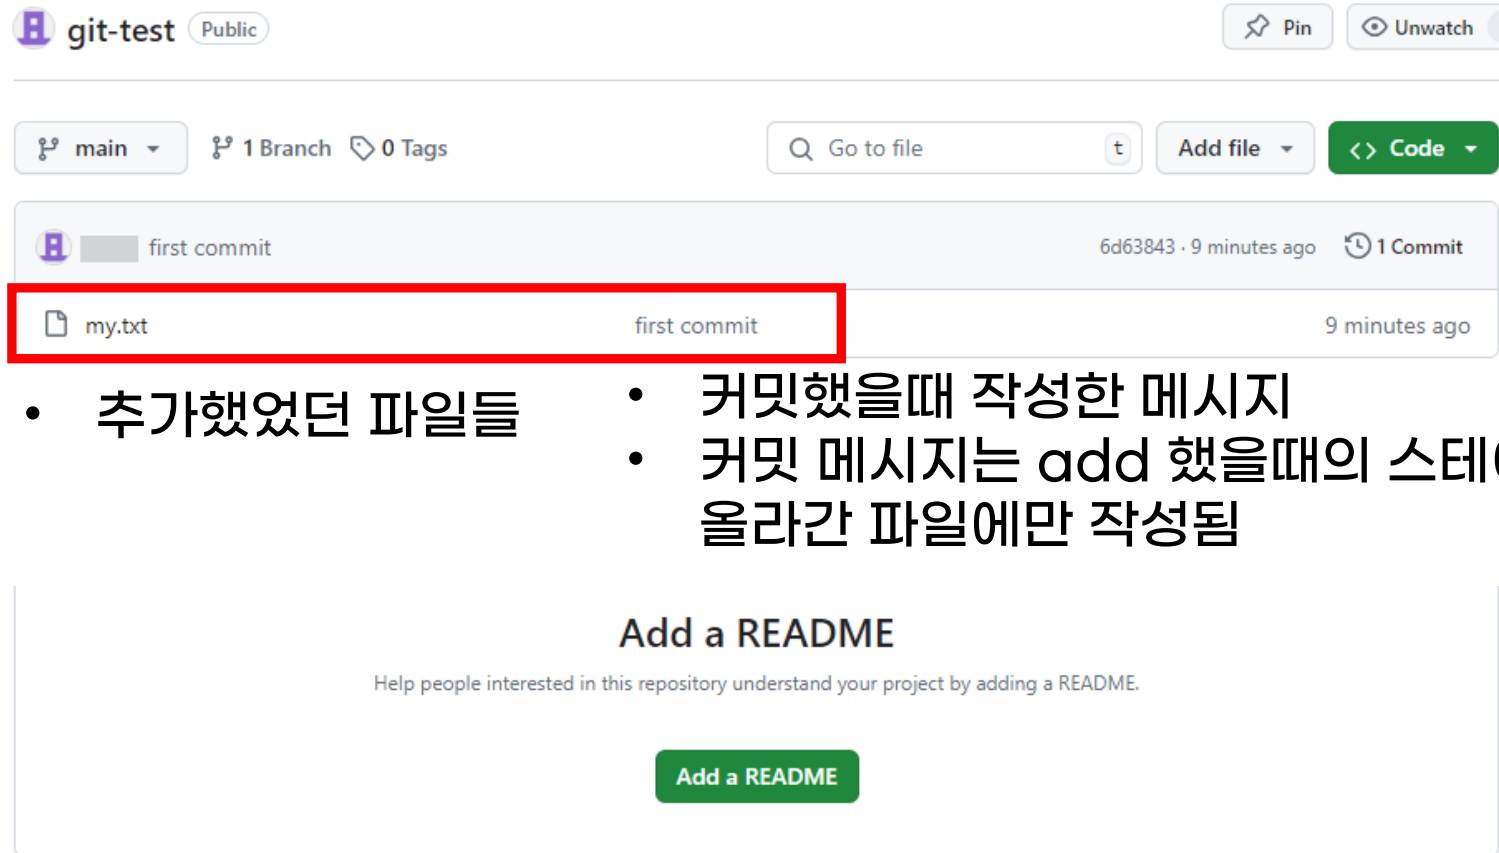 git-test Public Pin Unwatch
main 1 Branch 0 Tags Go to file t Add file Code
first commit 6d63843 · 9 minutes ago 1 Commit
my.txt first commit 9 minutes ago
• 추가했었던 파일들
• 커밋했을때 작성한 메시지
• 커밋 메시지는 add 했을때의
올라간 파일에만 작성됨
Add a README
Help people interested in this repository understand your project by adding a README.
Add a README